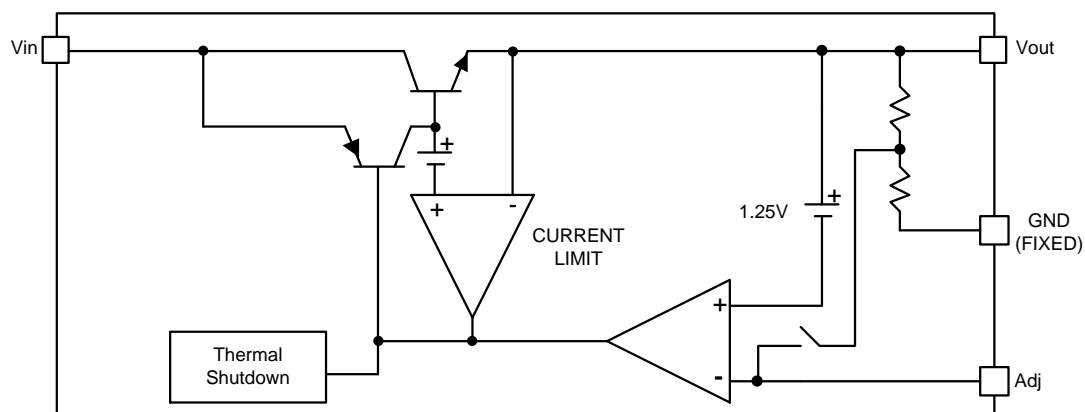 Vin
Vout
+
+
-
CURRENT
LIMIT
1.25V
+
GND
(FIXED)
+
-
Thermal
Shutdown
Adj